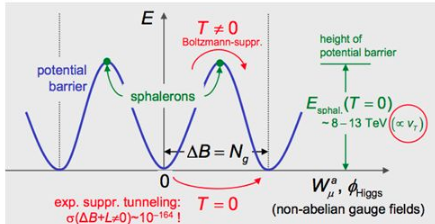 E
T ≠ 0
Boltzmann-suppr.
height of
potential barrier
potential
barrier
sphalerons
E_sphal.(T=0)
~8–13 TeV (∝ v_T)
ΔB = N_g
0
W^a_μ, ϕ_Higgs
(non-abelian gauge fields)
exp. suppr. tunneling:
σ(ΔB+L≠0)~10^-164 !
T = 0